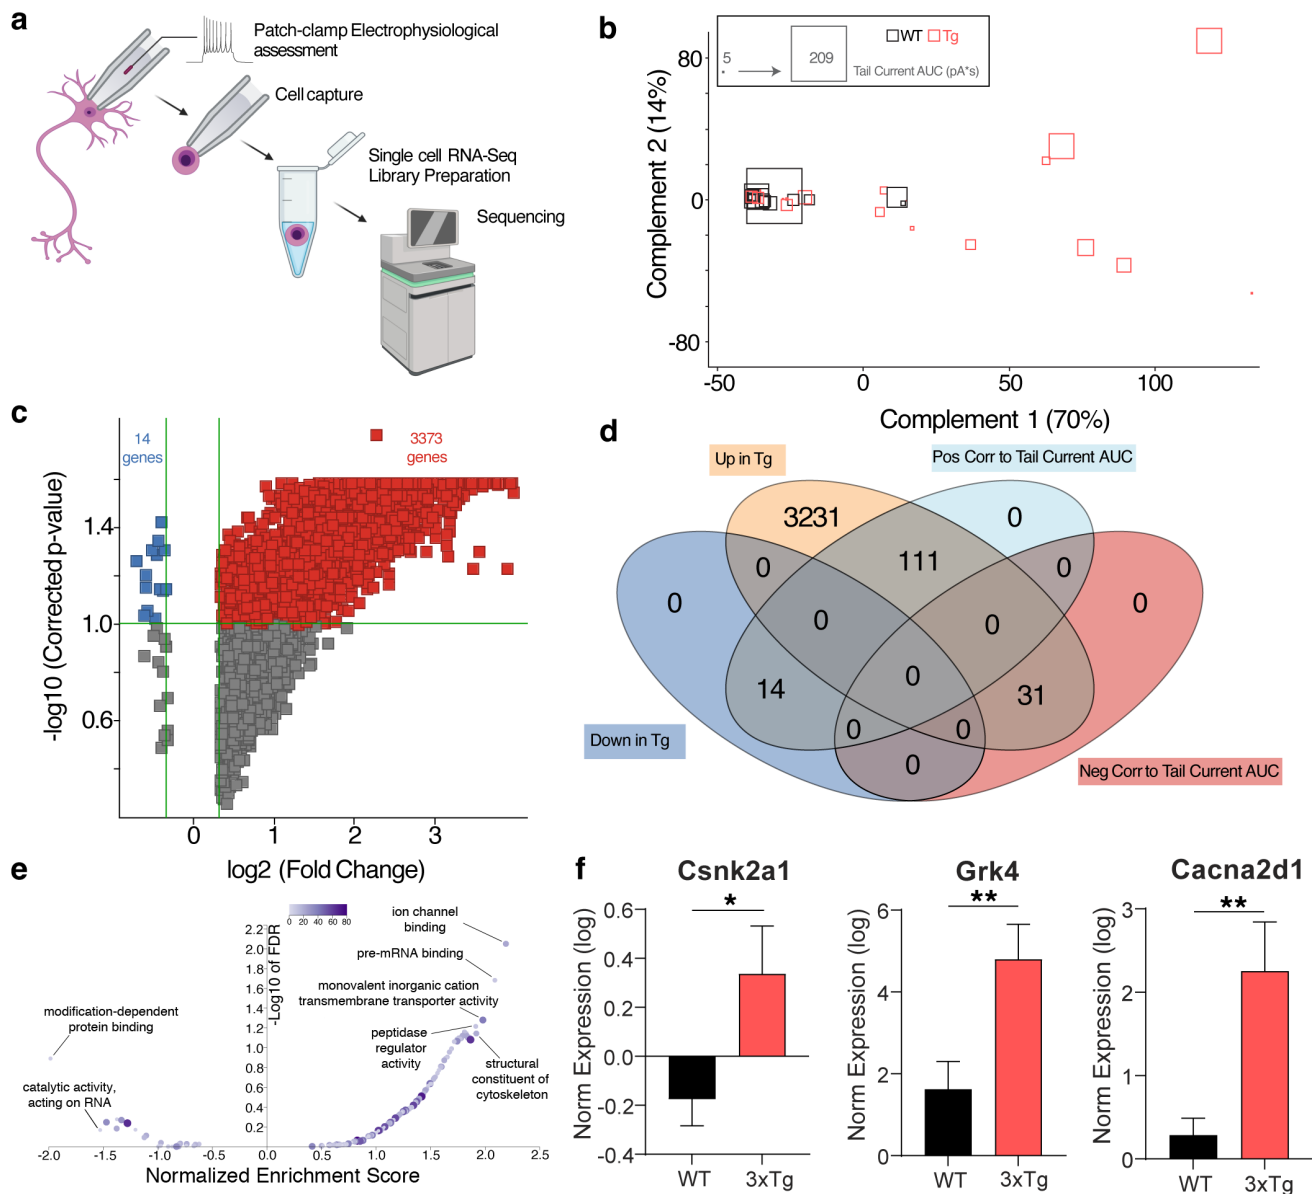 a
Patch-clamp Electrophysiological
assessment
Cell capture
Single cell RNA-Seq
Library Preparation
Sequencing
b
5
209
WT
Tg
Tail Current AUC (pA*s)
Complement 2 (14%)
80
0
-80
-50
0
50
100
Complement 1 (70%)
c
14
genes
3373
genes
-log10 (Corrected p-value)
1.4
1.0
0.6
0
1
2
3
log2 (Fold Change)
d
Up in Tg
Pos Corr to Tail Current AUC
3231
0
0
111
0
0
0
0
0
14
0
31
0
0
0
Down in Tg
Neg Corr to Tail Current AUC
e
0 20 40 60 80
-Log10 of FDR
2.2
2.0
1.8
1.6
1.4
1.2
1.0
0.8
0.6
0.4
0.2
ion channel
binding
pre-mRNA binding
monovalent inorganic cation
transmembrane transporter activity
peptidase
regulator
activity
structural
constituent of
cytoskeleton
modification-dependent
protein binding
catalytic activity,
acting on RNA
-2.0
-1.5
-1.0
-0.5
0.0
0.5
1.0
1.5
2.0
2.5
Normalized Enrichment Score
f
Csnk2a1
*
Norm Expression (log)
0.6
0.4
0.2
0.0
-0.2
-0.4
WT
3xTg
Grk4
**
Norm Expression (log)
6
4
2
0
WT
3xTg
Cacna2d1
**
Norm Expression (log)
3
2
1
0
WT
3xTg